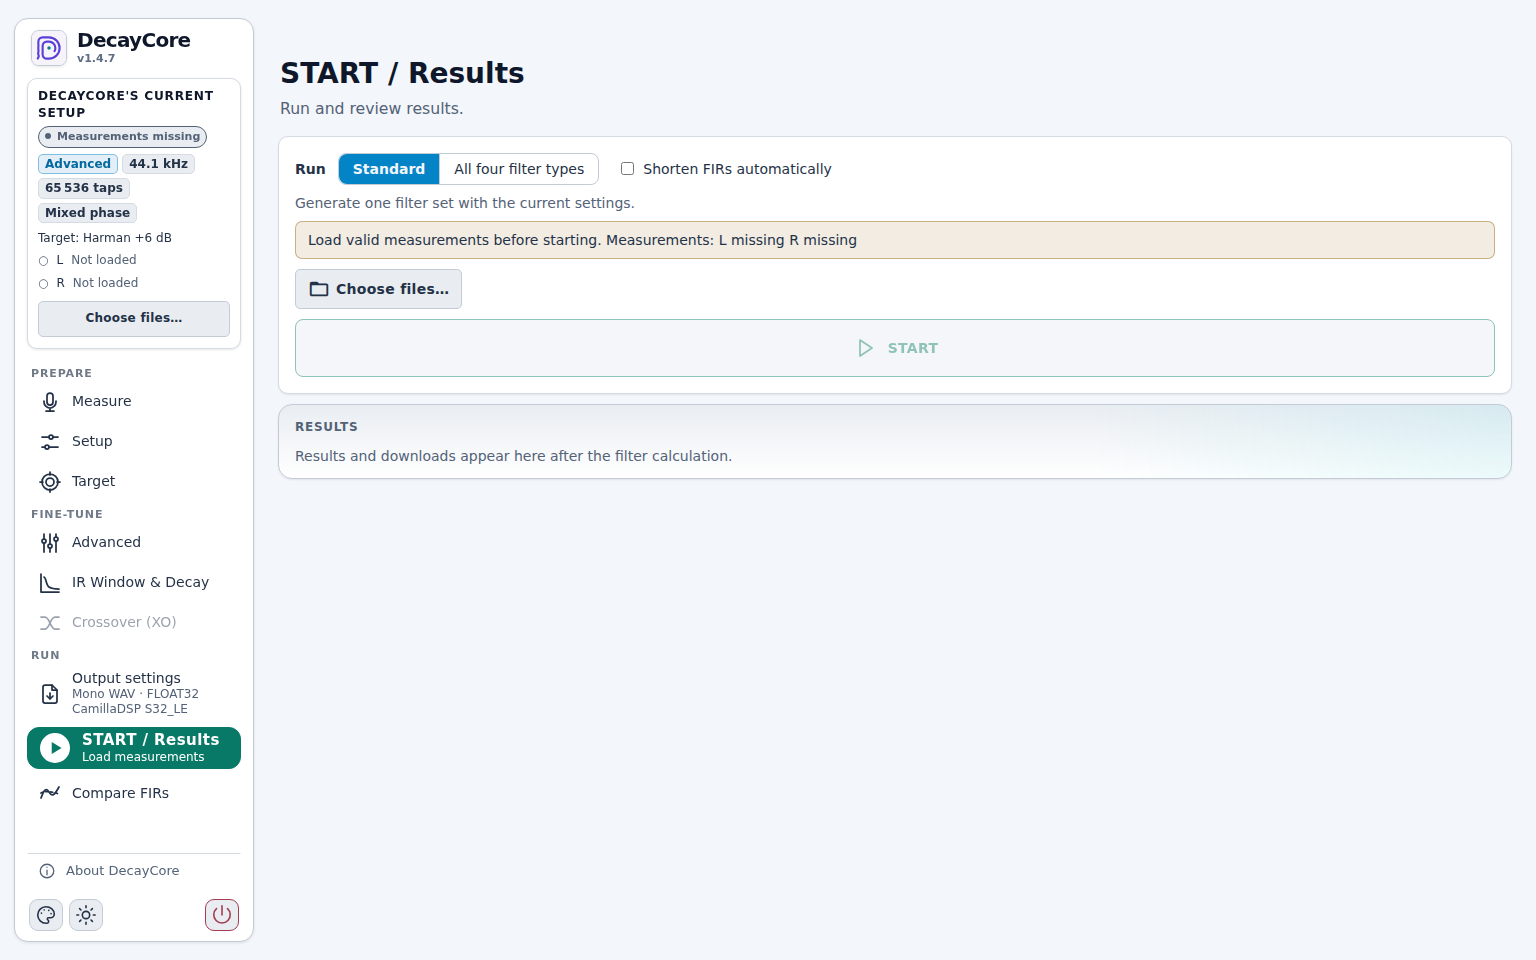 DecayCore
v1.4.7
DECAYCORE'S CURRENT
SETUP
Measurements missing
Advanced
44.1 kHz
65 536 taps
Mixed phase
Target: Harman +6 dB
L Not loaded
R Not loaded
Choose files…
PREPARE
Measure
Setup
Target
FINE-TUNE
Advanced
IR Window & Decay
Crossover (XO)
RUN
Output settings
Mono WAV · FLOAT32
CamillaDSP S32_LE
START / Results
Load measurements
Compare FIRs
About DecayCore
START / Results
Run and review results.
Run Standard All four filter types Shorten FIRs automatically
Generate one filter set with the current settings.
Load valid measurements before starting. Measurements: L missing R missing
Choose files…
START
RESULTS
Results and downloads appear here after the filter calculation.